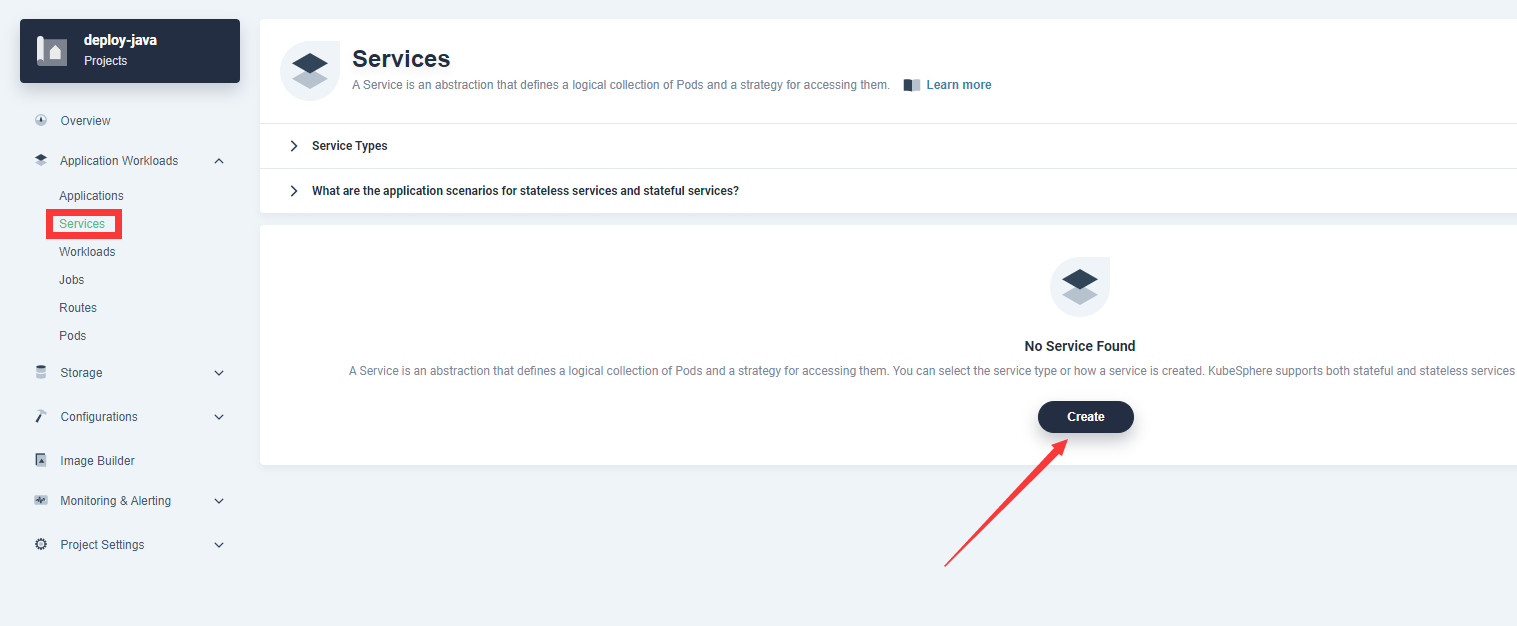 deploy-java
Projects
Overview
Application Workloads
Applications
Services
Workloads
Jobs
Routes
Pods
Storage
Configurations
Image Builder
Monitoring & Alerting
Project Settings
Services
A Service is an abstraction that defines a logical collection of Pods and a strategy for accessing them. Learn more
Service Types
What are the application scenarios for stateless services and stateful services?
No Service Found
A Service is an abstraction that defines a logical collection of Pods and a strategy for accessing them. You can select the service type or how a service is created. KubeSphere supports both stateful and stateless services
Create